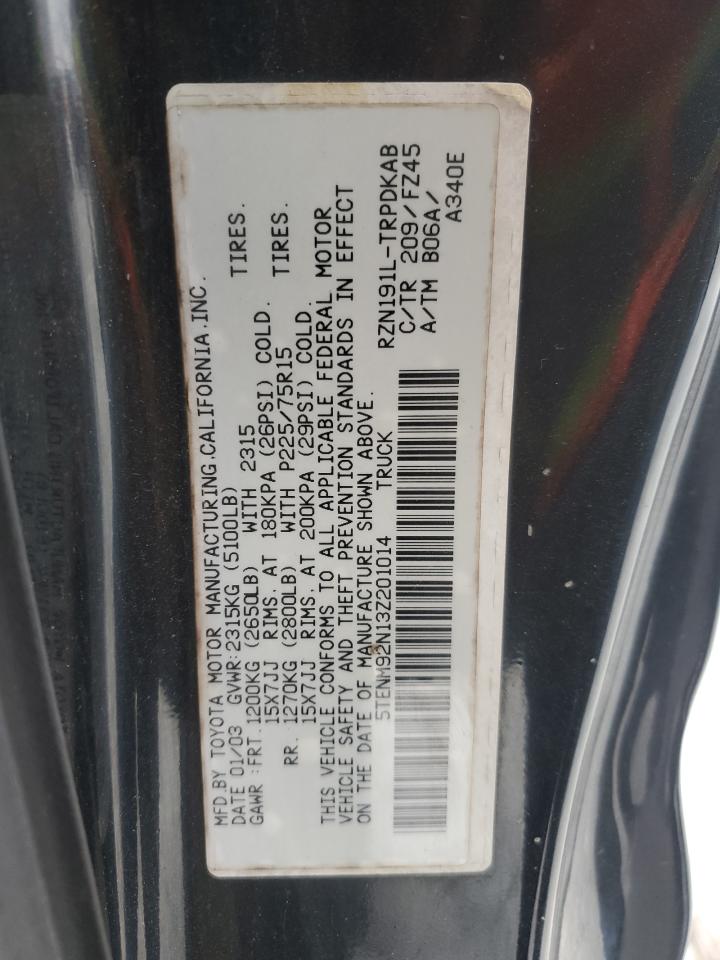 MFD.BY TOYOTA MOTOR MANUFACTURING.CALIFORNIA.INC.
DATE 01/03 GVWR:2315KG (5100LB)
GAWR :FRT.1200KG (2650LB) WITH 2315 TIRES.
15X7JJ RIMS. AT 180KPA (26PSI) COLD.
RR. 1270KG (2800LB) WITH P225/75R15 TIRES.
15X7JJ RIMS. AT 200KPA (29PSI) COLD.
THIS VEHICLE CONFORMS TO ALL APPLICABLE FEDERAL MOTOR
VEHICLE SAFETY AND THEFT PREVENTION STANDARDS IN EFFECT
ON THE DATE OF MANUFACTURE SHOWN ABOVE.
5TENM92N13Z201014 TRUCK
RZN191L-TRPDKAB
C/TR 209/FZ45
A/TM B06A/
A340E